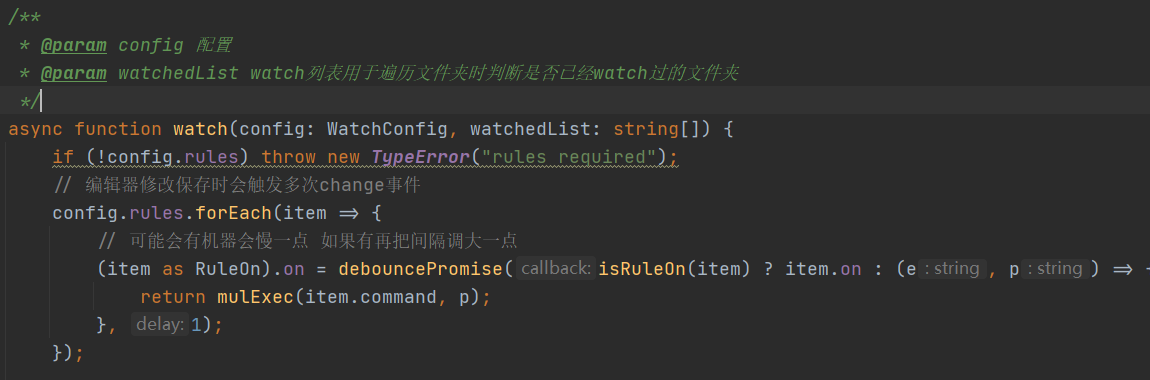 /**
 * @param config 配置
 * @param watchedList watch列表用于遍历文件夹时判断是否已经watch过的文件夹
 */
async function watch(config: WatchConfig, watchedList: string[]) {
    if (!config.rules) throw new TypeError("rules required");
    // 编辑器修改保存时会触发多次change事件
    config.rules.forEach(item => {
        // 可能会有机器会慢一点 如果有再把间隔调大一点
        (item as RuleOn).on = debouncePromise( callback: isRuleOn(item) ? item.on : (e : string , p : string ) => {
            return mulExec(item.command, p);
        }, delay: 1);
    });